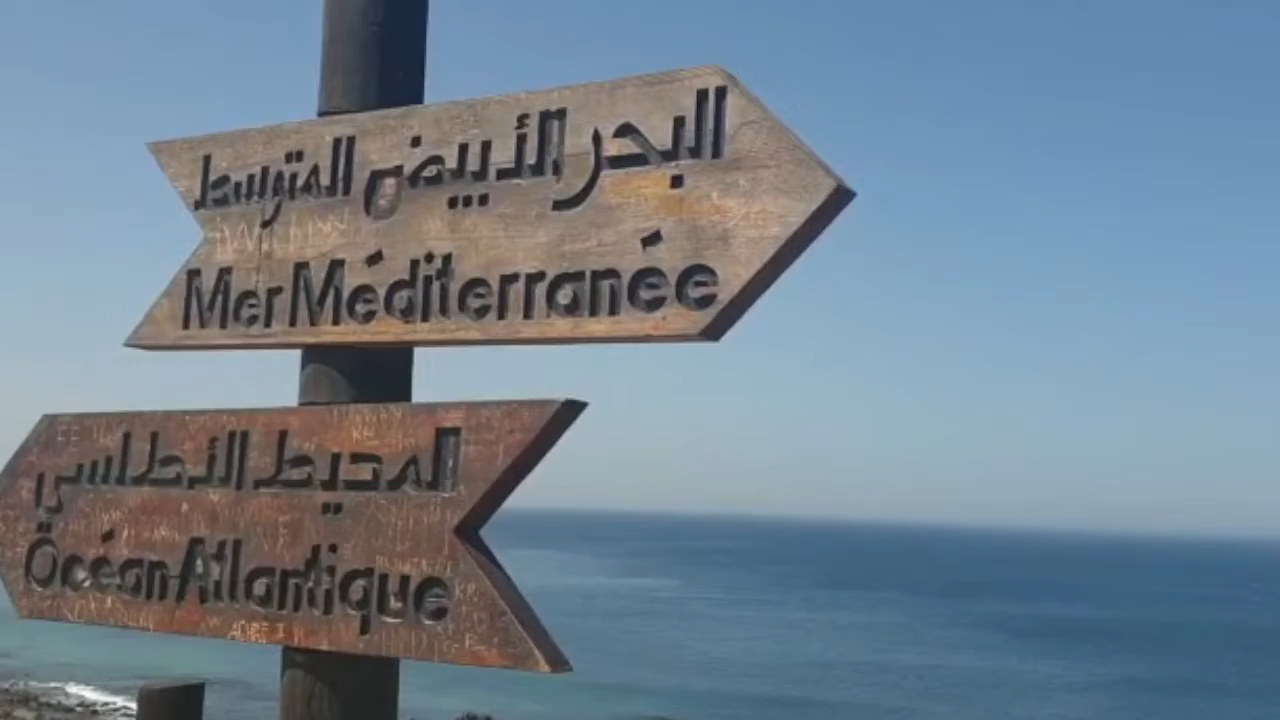 البحر الأبيض المتوسط
Mer Méditerranée
المحيط الأطلسي
Océan Atlantique